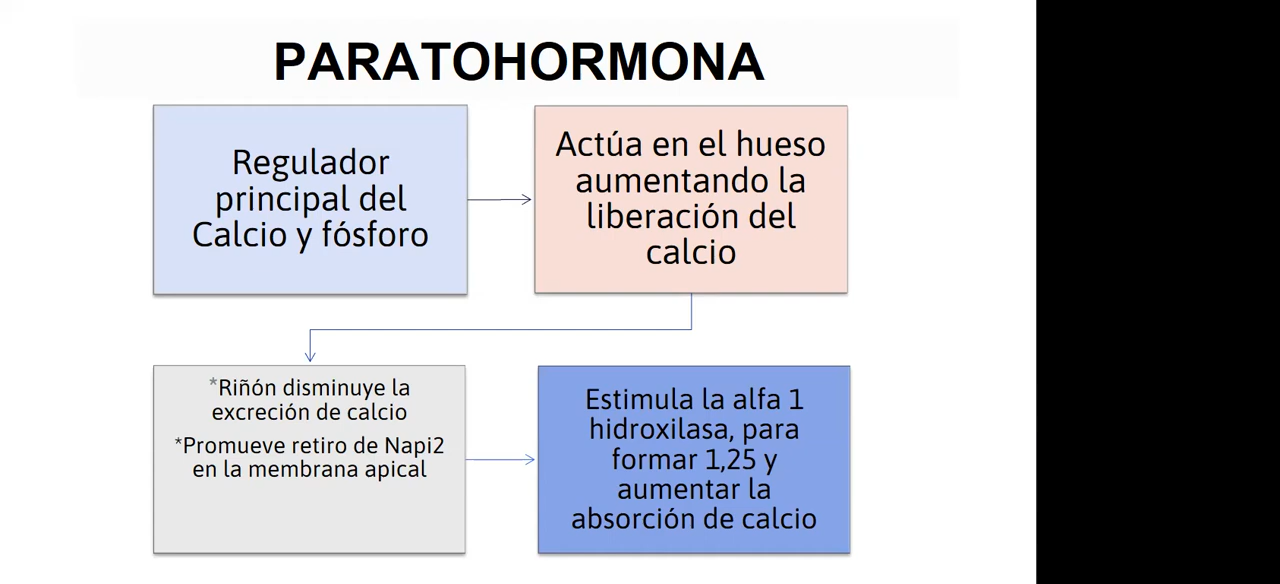 PARATOHORMONA
Regulador
principal del
Calcio y fósforo
Actúa en el hueso
aumentando la
liberación del
calcio
*Riñón disminuye la
excreción de calcio
*Promueve retiro de Napi2
en la membrana apical
Estimula la alfa 1
hidroxilasa, para
formar 1,25 y
aumentar la
absorción de calcio